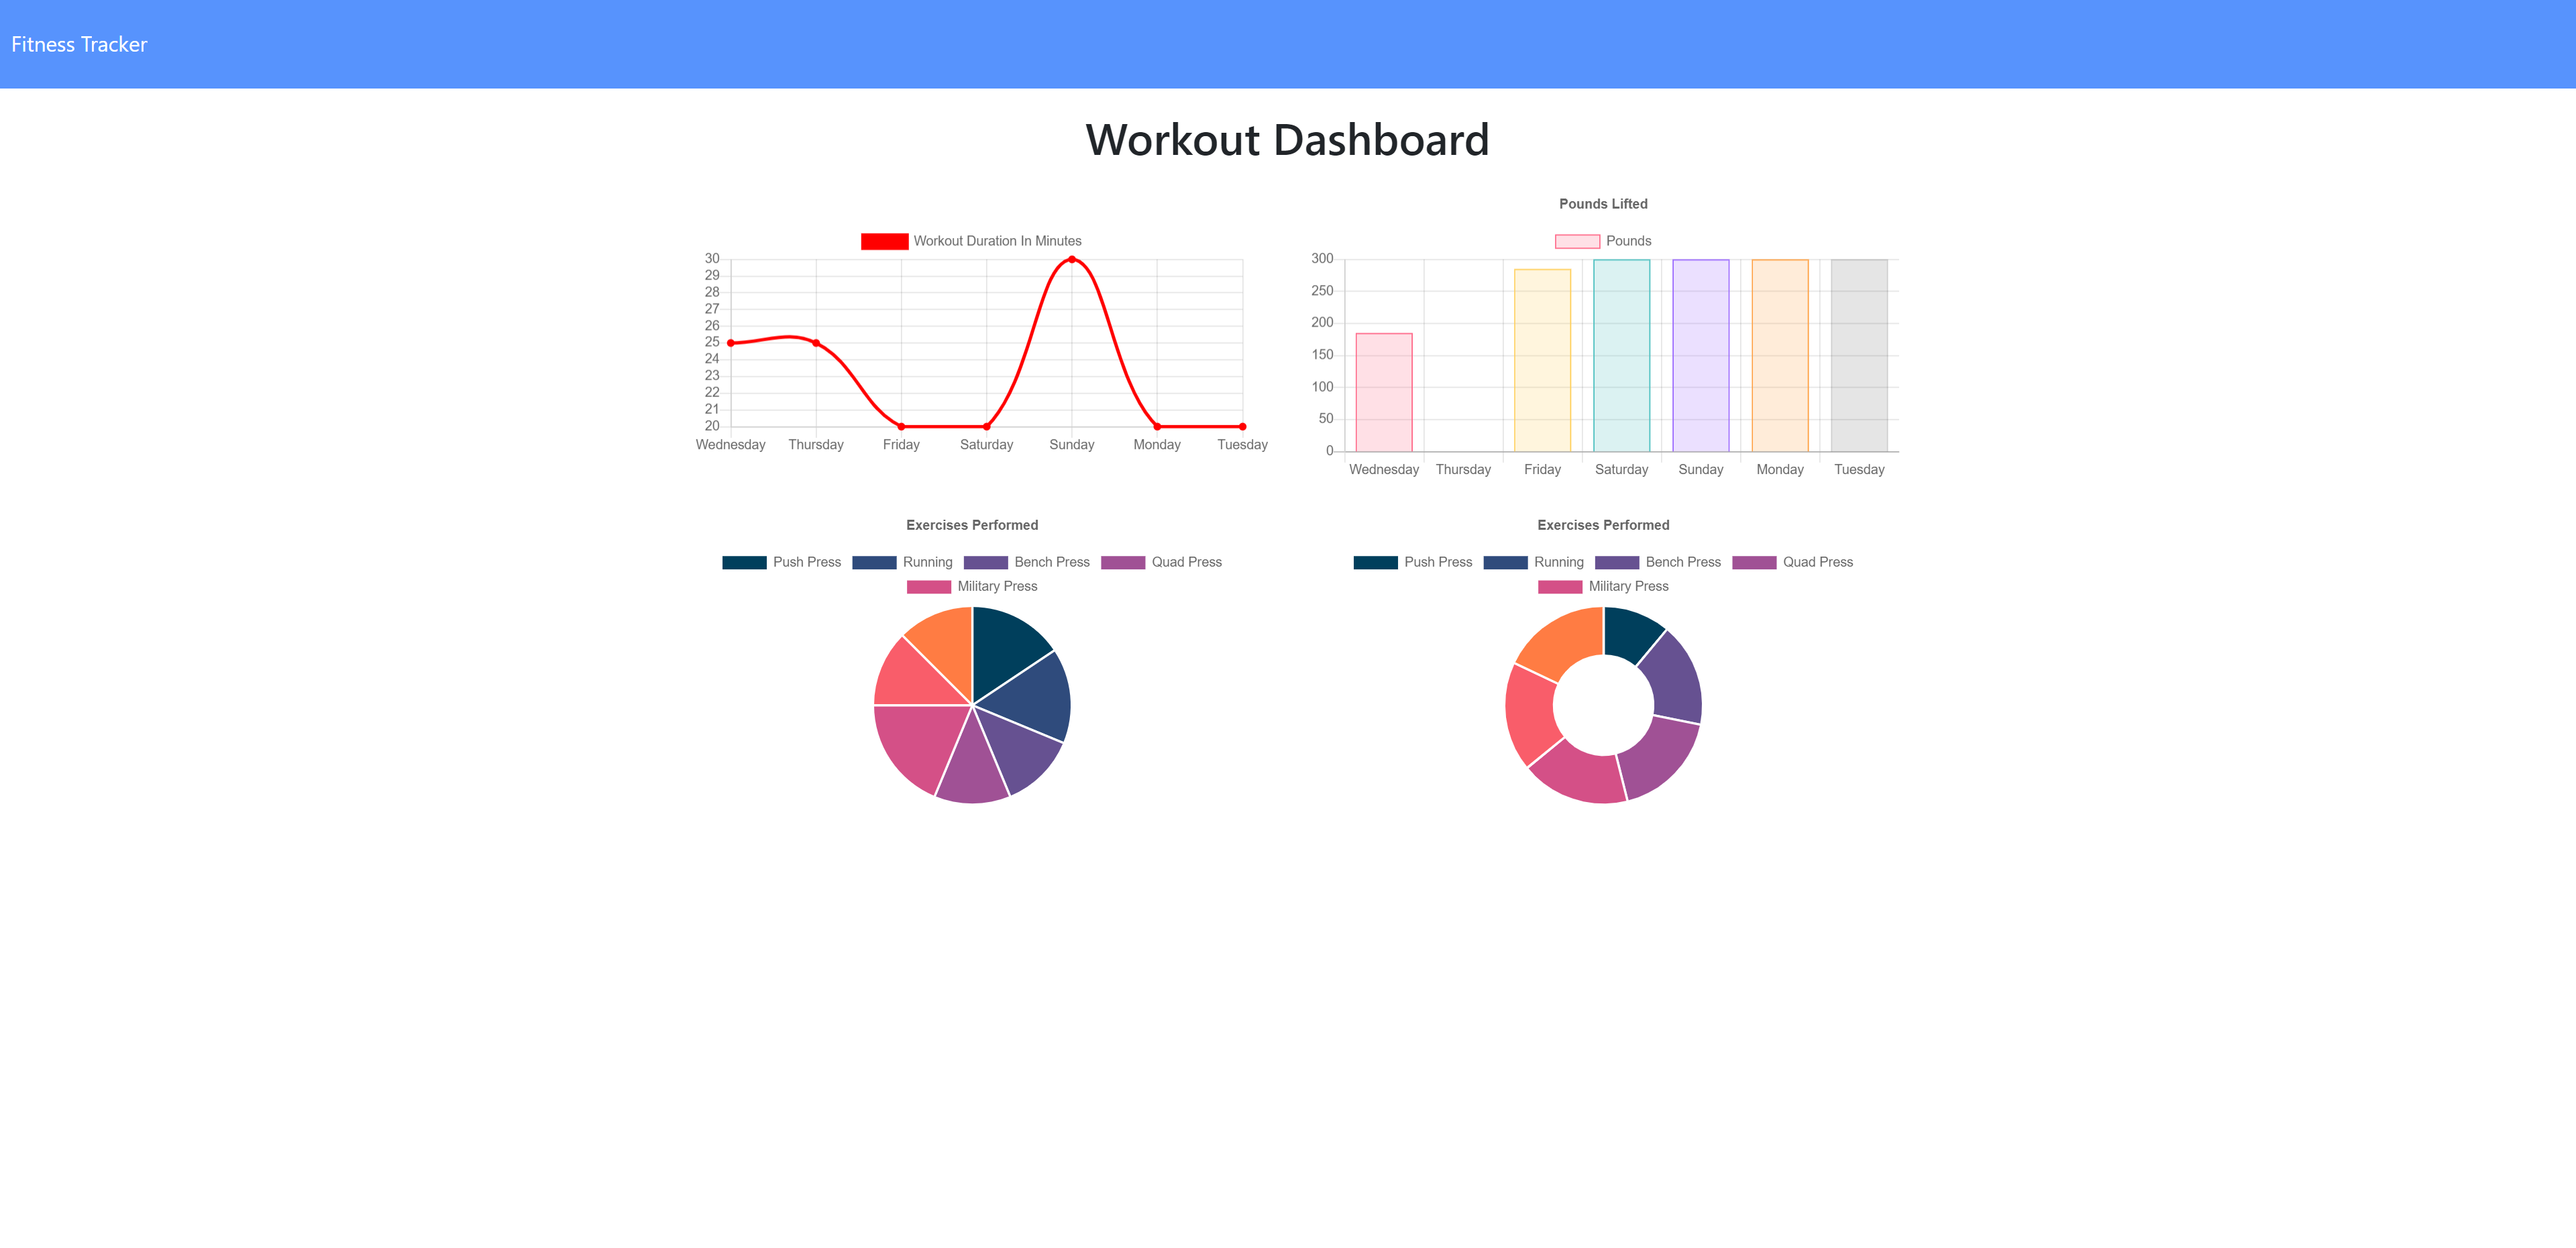 Fitness Tracker
Workout Dashboard
Workout Duration In Minutes
30
29
28
27
26
25
24
23
22
21
20
Wednesday Thursday Friday Saturday Sunday Monday Tuesday
Pounds Lifted
Pounds
300
250
200
150
100
50
0
Wednesday Thursday Friday Saturday Sunday Monday Tuesday
Exercises Performed
Push Press Running Bench Press Quad Press
Military Press
Exercises Performed
Push Press Running Bench Press Quad Press
Military Press